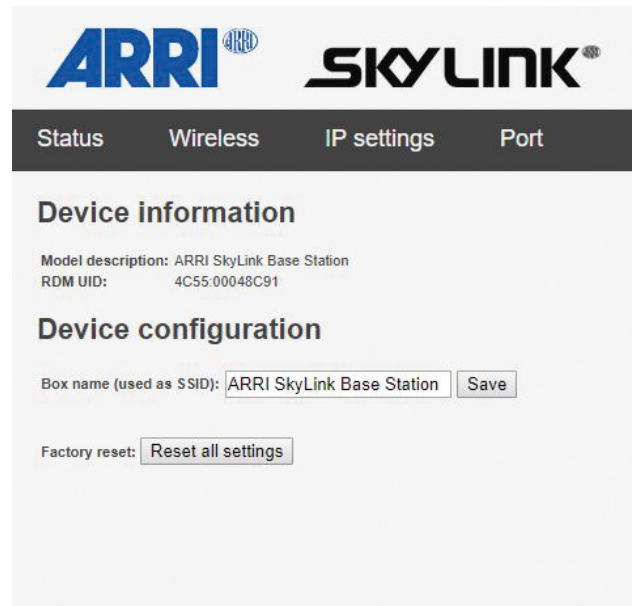 ARRI® SKYLINK®
Status Wireless IP settings Port
Device information
Model description: ARRI SkyLink Base Station
RDM UID: 4C55:00048C91
Device configuration
Box name (used as SSID): ARRI SkyLink Base Station Save
Factory reset: Reset all settings